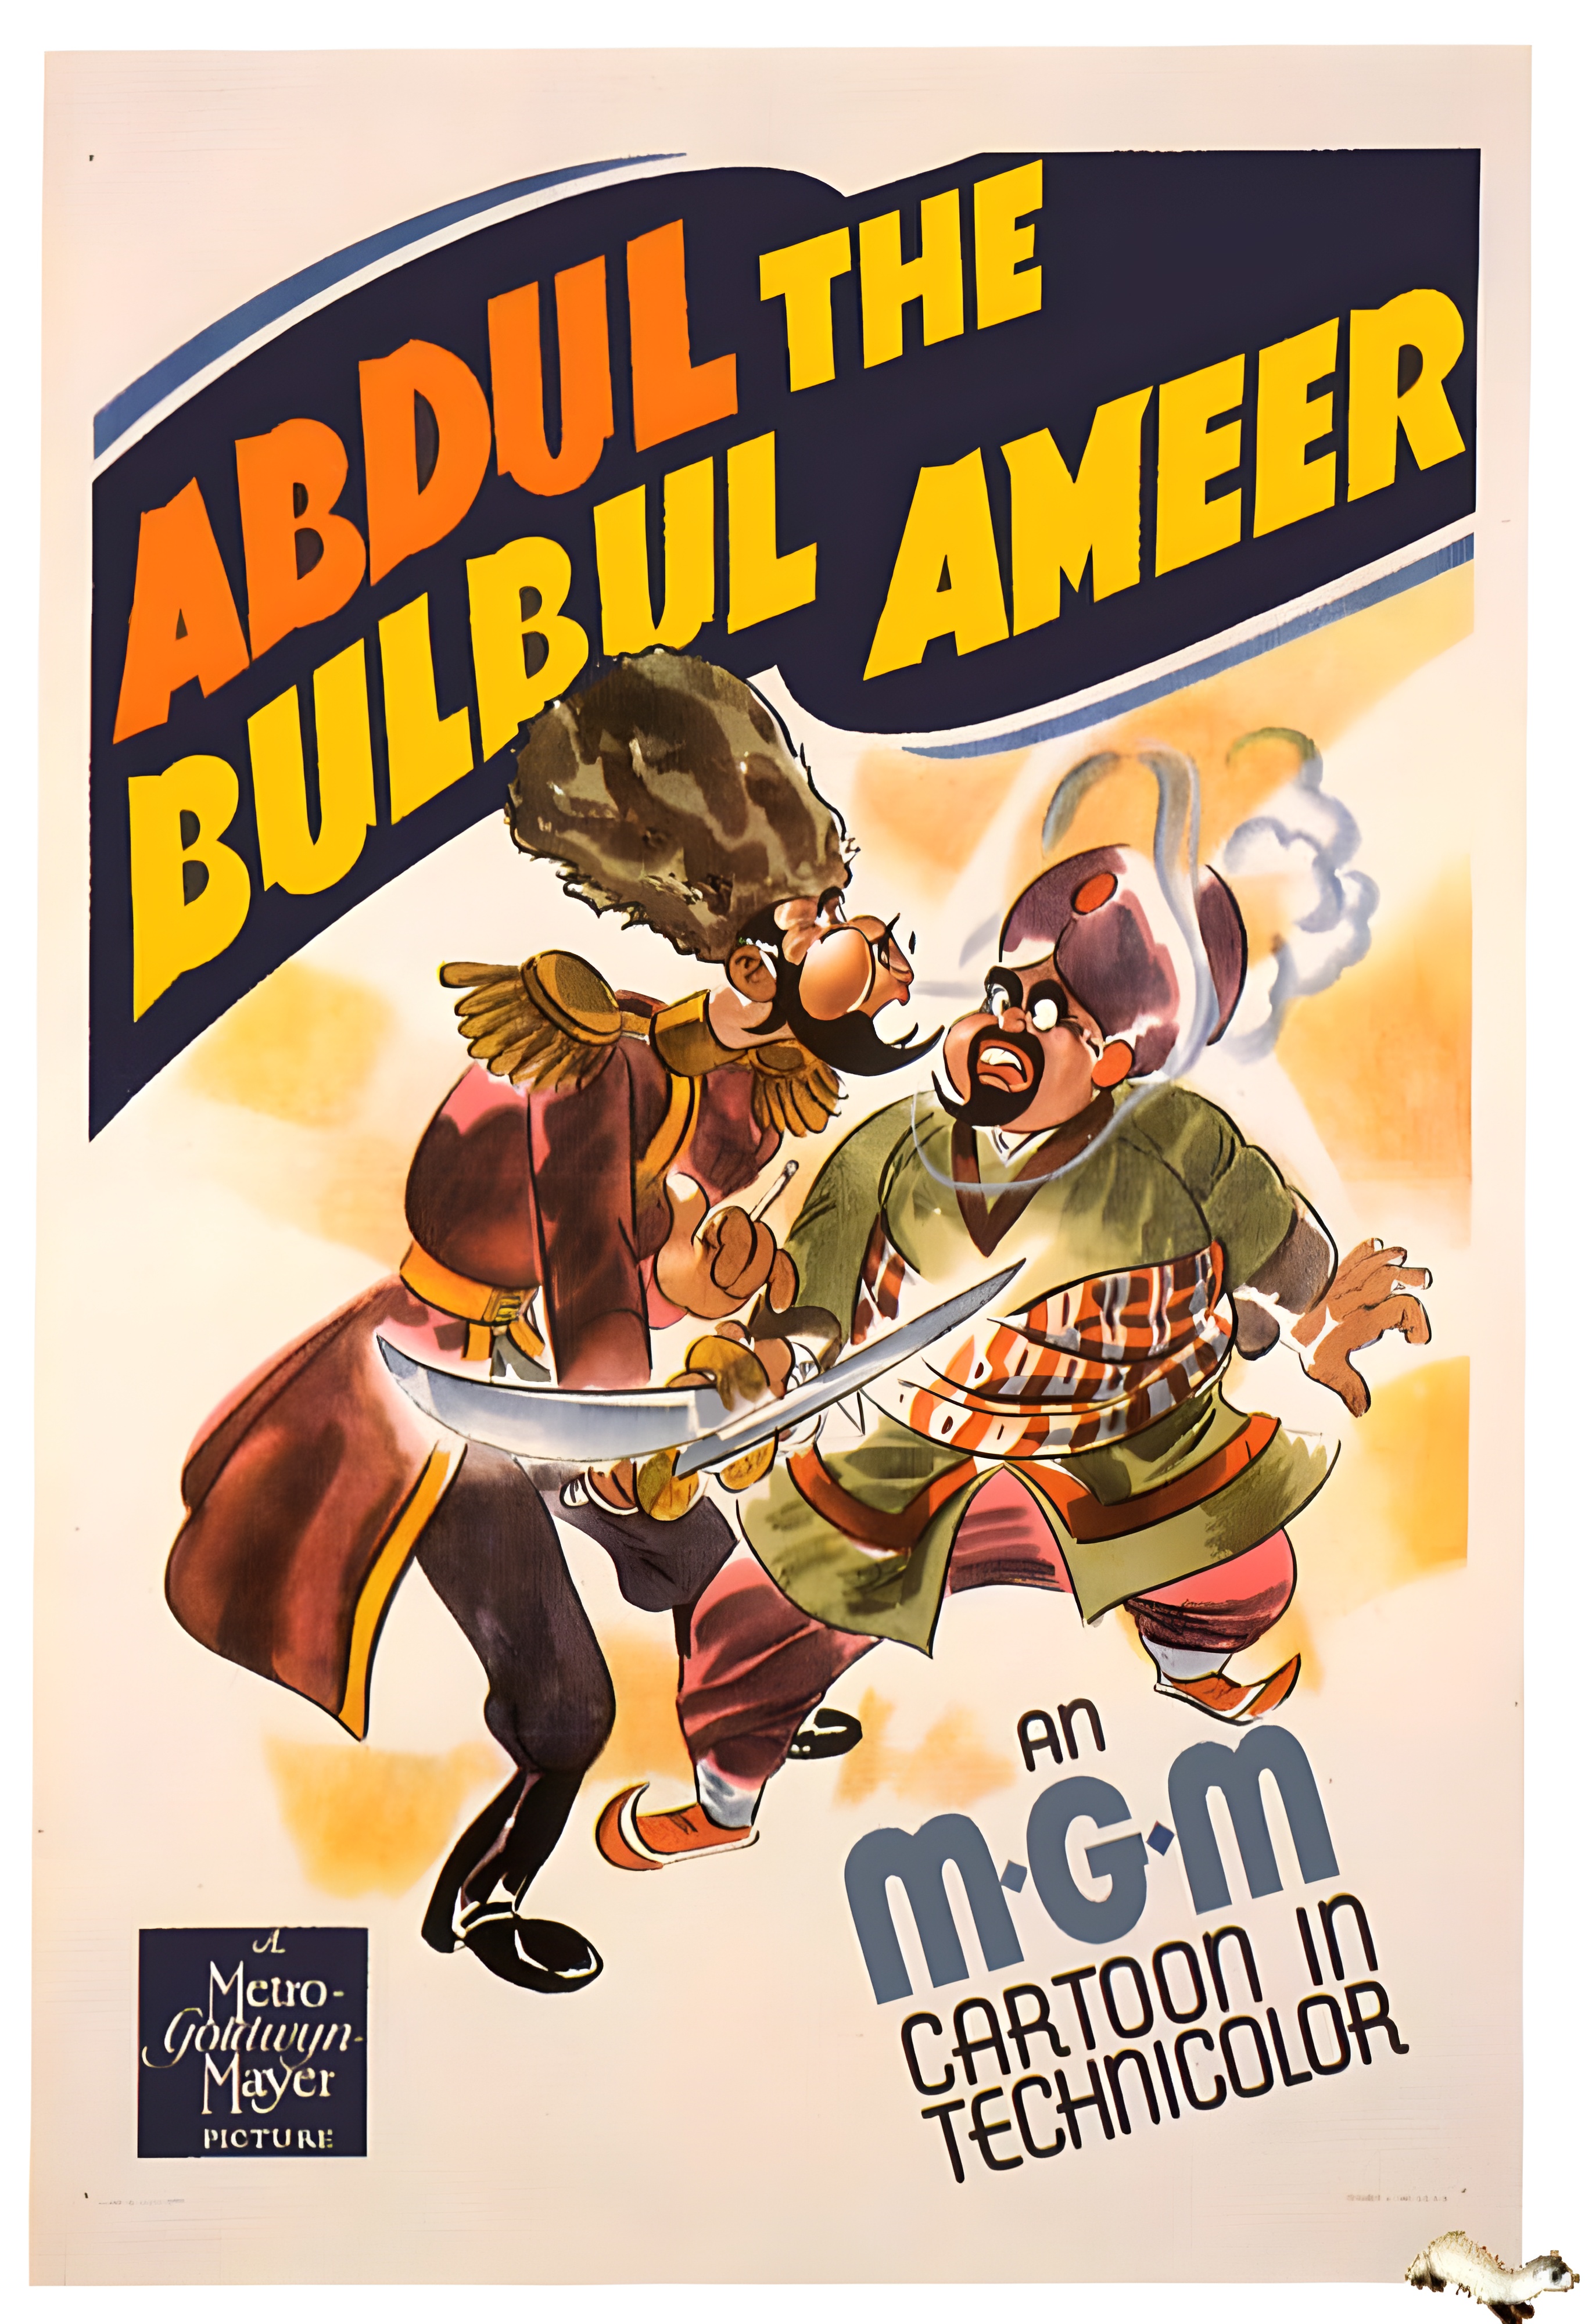 ABDUL THE
BULBUL AMEER
AN
M·G·M
CARTOON IN
TECHNICOLOR
A
Metro-
Goldwyn-
Mayer
PICTURE